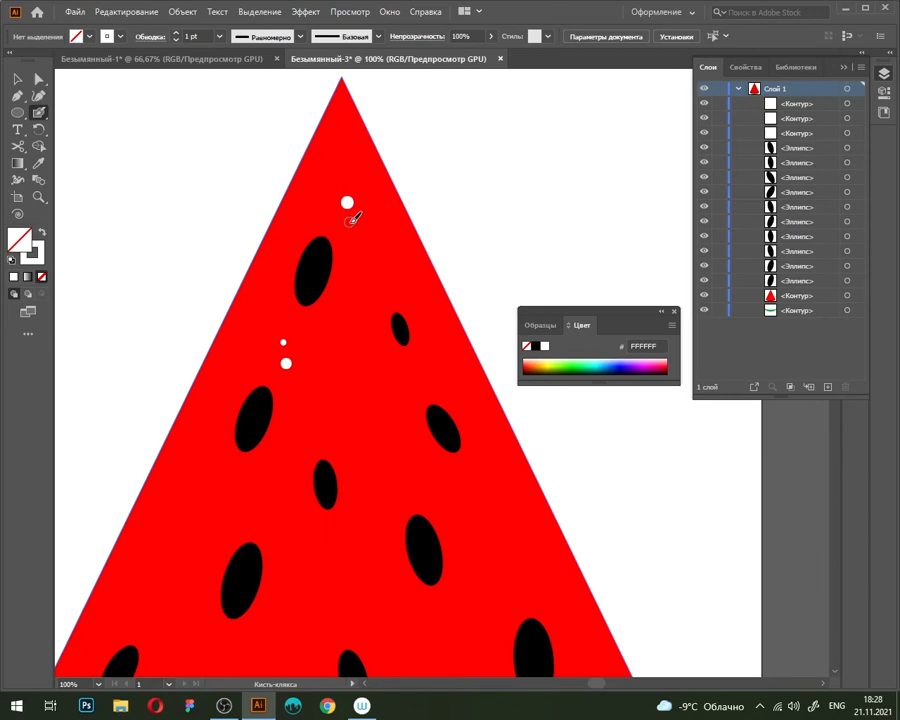 Ai Файл Редактирование Объект Текст Выделение Эффект Просмотр Окно Справка Оформление Поиск в Adobe Stock
Нет выделения Обводка: 1 pt Равномерно Базовая Непрозрачность: 100% Стиль: Параметры документа Установки
Безымянный-1* @ 66,67% (RGB/Предпросмотр GPU) × Безымянный-3* @ 100% (RGB/Предпросмотр GPU) ×
Слои Свойства Библиотеки
Слой 1
<Контур>
<Контур>
<Контур>
<Эллипс>
<Эллипс>
<Эллипс>
<Эллипс>
<Эллипс>
<Эллипс>
<Эллипс>
<Эллипс>
<Эллипс>
<Эллипс>
<Контур>
<Контур>
1 слой
Образцы Цвет
# FFFFFF
100% 1 Кисть-клякса
Ps Ai W -9°C Облачно ENG 18:28
21.11.2021